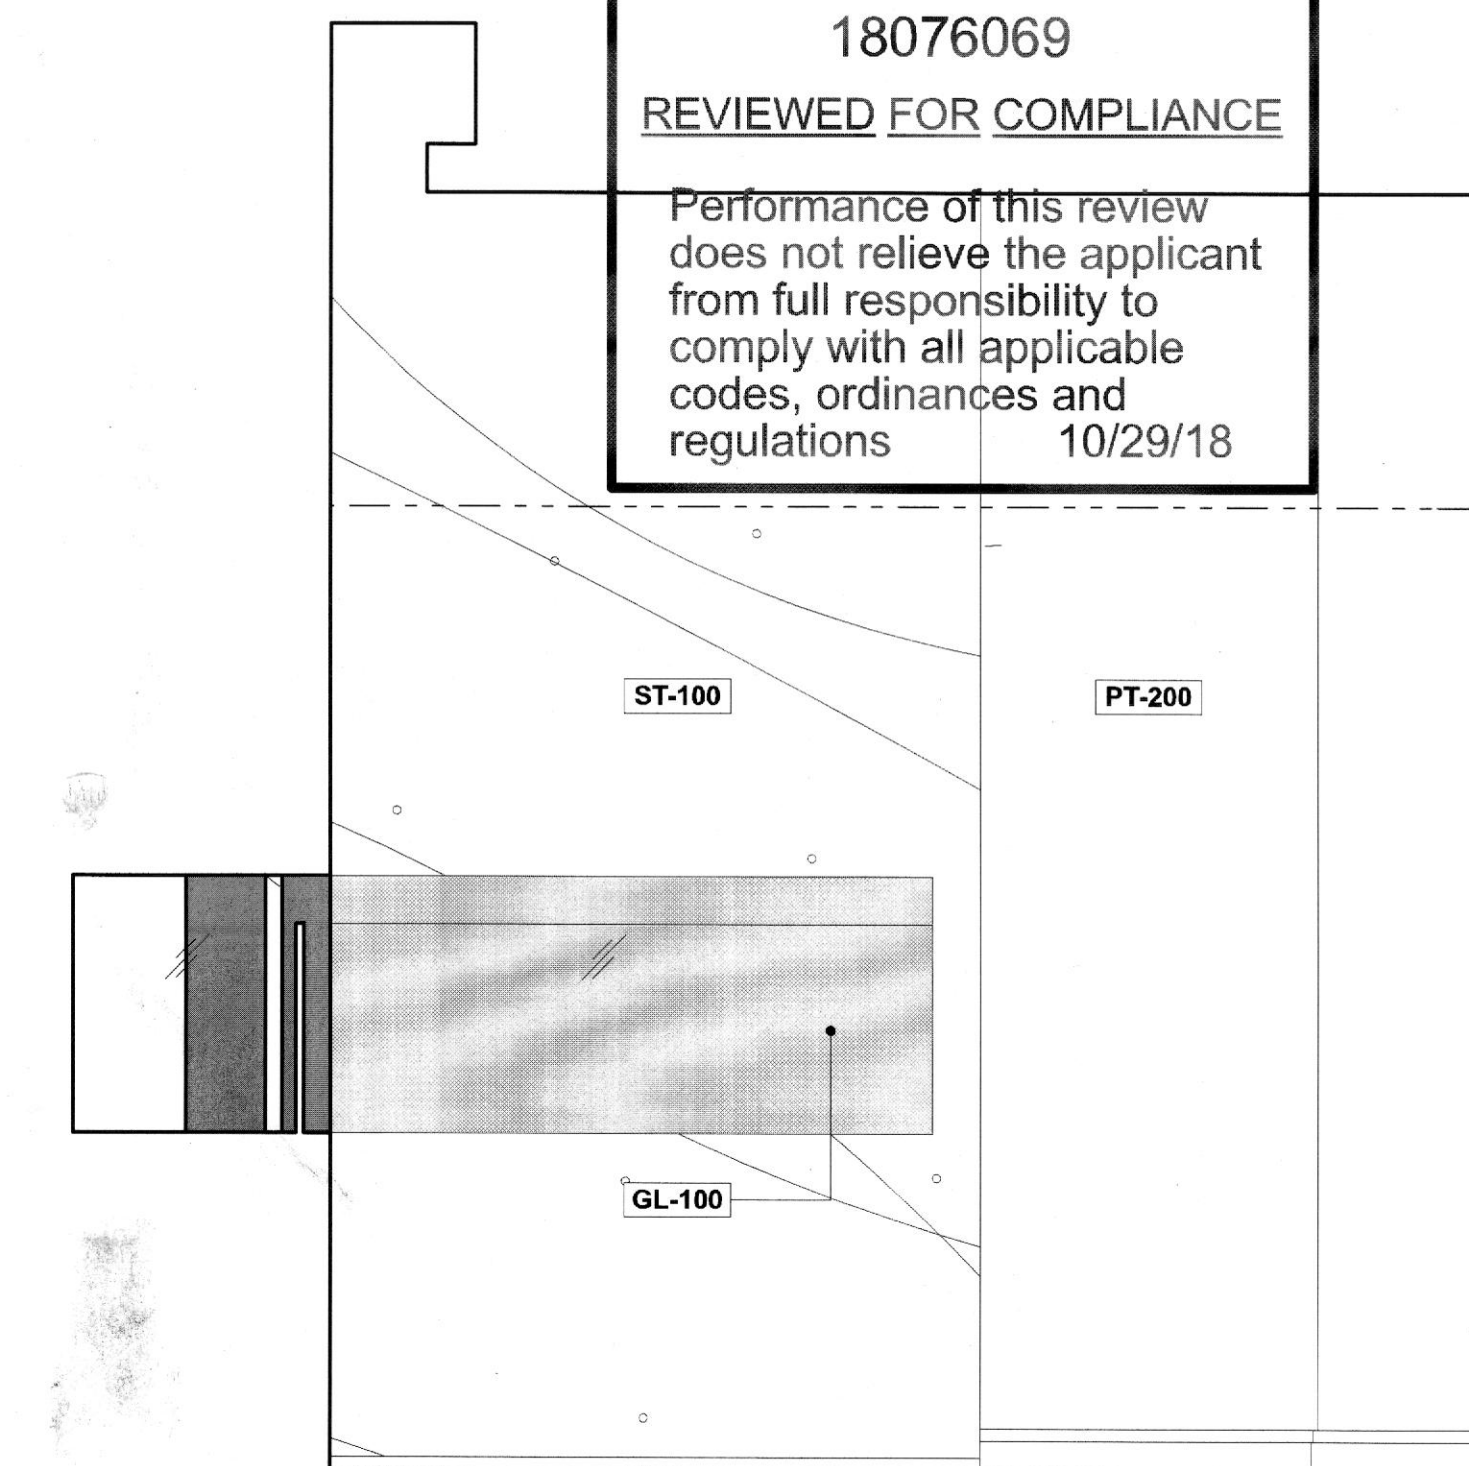 18076069
REVIEWED FOR COMPLIANCE
Performance of this review
does not relieve the applicant
from full responsibility to
comply with all applicable
codes, ordinances and
regulations 10/29/18
ST-100
PT-200
GL-100